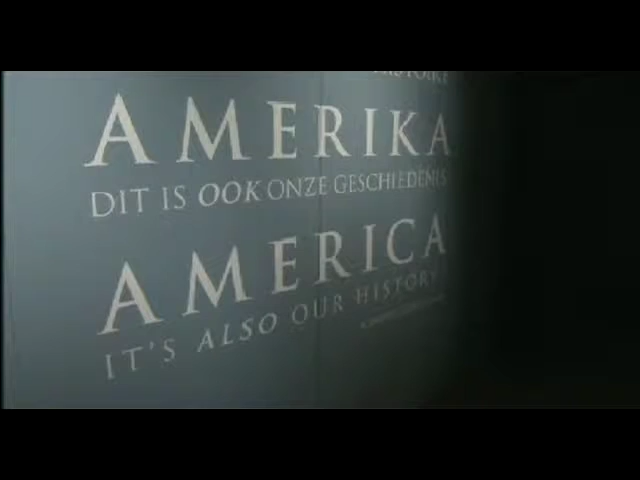 AMERIKA
DIT IS OOK ONZE GESCHIEDENIS
AMERICA
IT'S ALSO OUR HISTORY